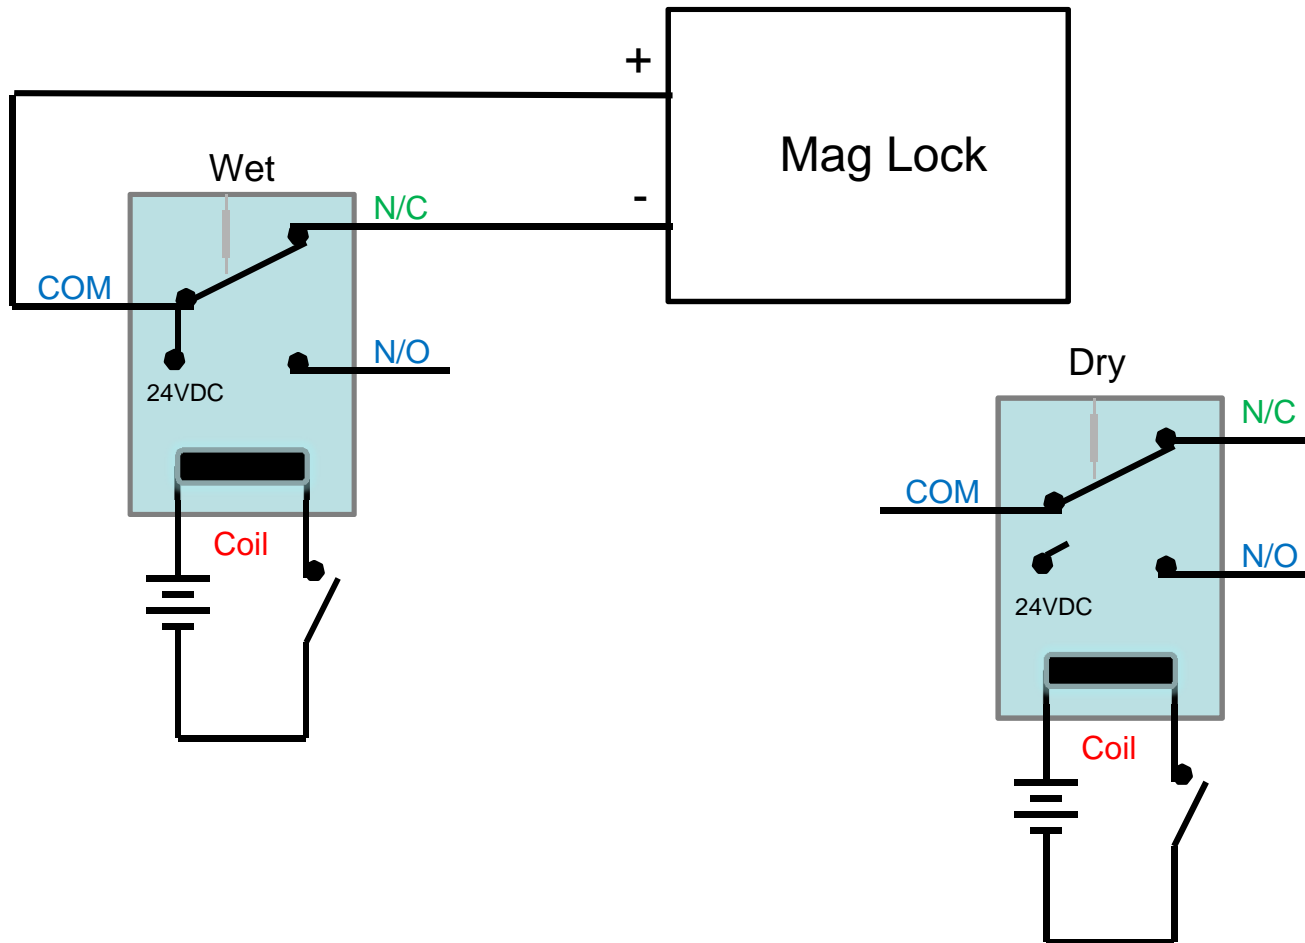 +
Mag Lock
Wet
N/C
-
COM
N/O
24VDC
Coil
Dry
N/C
COM
N/O
24VDC
Coil